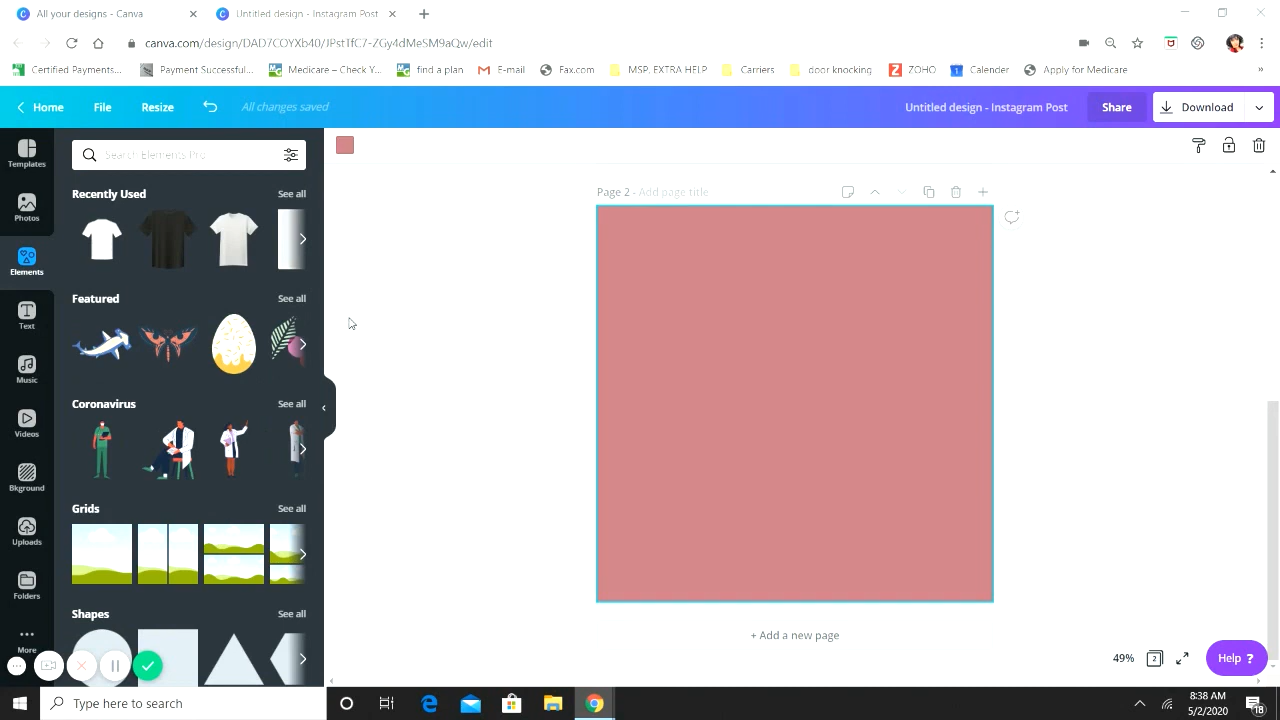 All your designs - Canva
Untitled design - Instagram Post
canva.com/design/DAD7COYXb40/JPstTfC7-ZGy4dMeSM9aQw/edit
Certified Payments...
Payment Successful...
Medicare – Check Y...
find a plan
E-mail
Fax.com
MSP. EXTRA HELP
Carriers
door knocking
ZOHO
Calender
Apply for Medicare
Home
File
Resize
All changes saved
Untitled design - Instagram Post
Share
Download
Templates
Photos
Elements
Text
Music
Videos
Bkground
Uploads
Folders
More
Search Elements Pro
Recently Used See all
Featured See all
Coronavirus See all
Grids See all
Shapes See all
Page 2 - Add page title
+ Add a new page
49%
2
Help ?
Type here to search
8:38 AM
5/2/2020
18